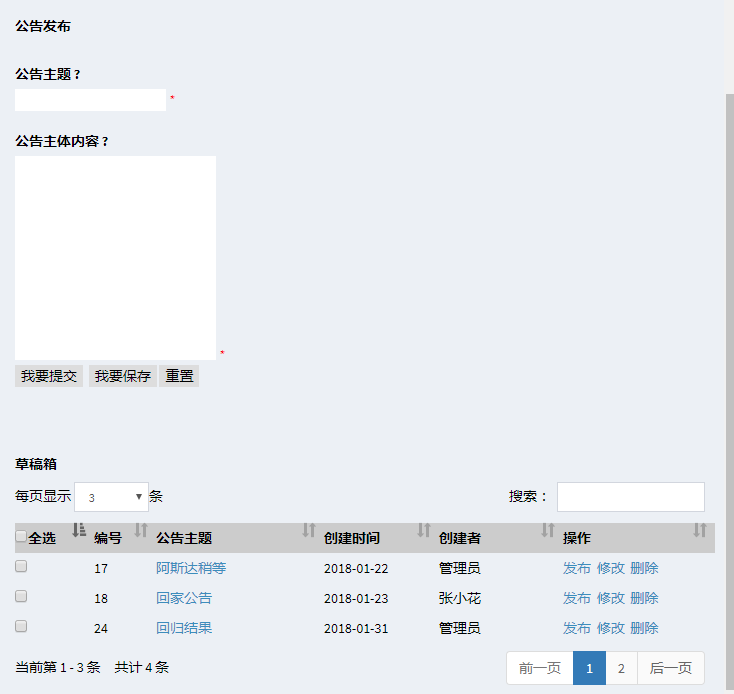 公告发布
公告主题 ?
*
公告主体内容 ?
*
我要提交 我要保存 重置
草稿箱
每页显示 3 条 搜索：
全选 编号 公告主题 创建时间 创建者 操作
17 阿斯达稍等 2018-01-22 管理员 发布 修改 删除
18 回家公告 2018-01-23 张小花 发布 修改 删除
24 回归结果 2018-01-31 管理员 发布 修改 删除
当前第 1 - 3 条 共计 4 条 前一页 1 2 后一页